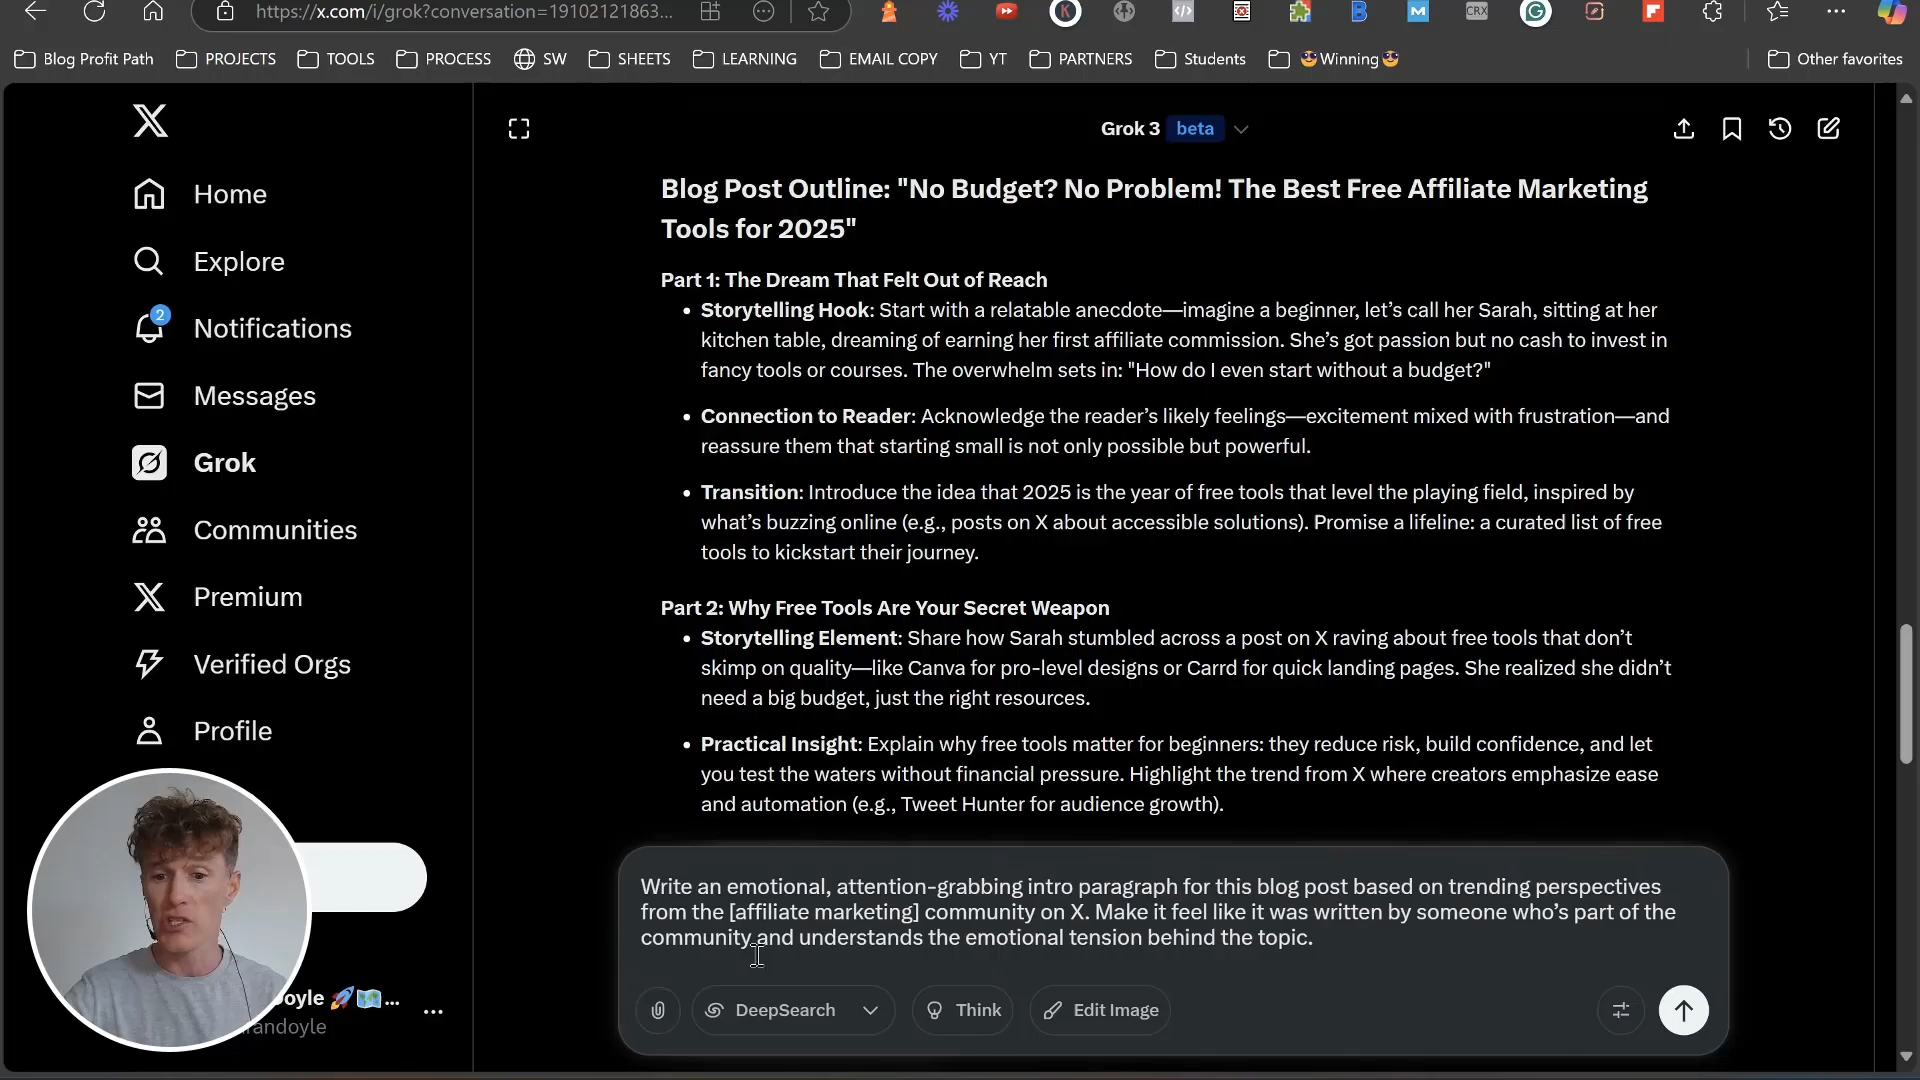 https://x.com/i/grok?conversation=19102121863...
Blog Profit Path
PROJECTS
TOOLS
PROCESS
SW
SHEETS
LEARNING
EMAIL COPY
YT
PARTNERS
Students
Winning
Other favorites
Home
Explore
2
Notifications
Messages
Grok
Communities
Premium
Verified Orgs
Profile
oyle
randoyle
Grok 3 beta
Blog Post Outline: "No Budget? No Problem! The Best Free Affiliate Marketing
Tools for 2025"
Part 1: The Dream That Felt Out of Reach
• Storytelling Hook: Start with a relatable anecdote—imagine a beginner, let’s call her Sarah, sitting at her
kitchen table, dreaming of earning her first affiliate commission. She’s got passion but no cash to invest in
fancy tools or courses. The overwhelm sets in: "How do I even start without a budget?"
• Connection to Reader: Acknowledge the reader’s likely feelings—excitement mixed with frustration—and
reassure them that starting small is not only possible but powerful.
• Transition: Introduce the idea that 2025 is the year of free tools that level the playing field, inspired by
what’s buzzing online (e.g., posts on X about accessible solutions). Promise a lifeline: a curated list of free
tools to kickstart their journey.
Part 2: Why Free Tools Are Your Secret Weapon
• Storytelling Element: Share how Sarah stumbled across a post on X raving about free tools that don’t
skimp on quality—like Canva for pro-level designs or Carrd for quick landing pages. She realized she didn’t
need a big budget, just the right resources.
• Practical Insight: Explain why free tools matter for beginners: they reduce risk, build confidence, and let
you test the waters without financial pressure. Highlight the trend from X where creators emphasize ease
and automation (e.g., Tweet Hunter for audience growth).
Write an emotional, attention-grabbing intro paragraph for this blog post based on trending perspectives
from the [affiliate marketing] community on X. Make it feel like it was written by someone who’s part of the
community and understands the emotional tension behind the topic.
DeepSearch
Think
Edit Image